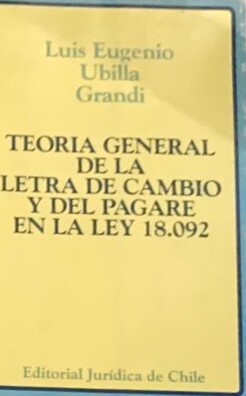 Luis Eugenio
Ubilla
Grandi
TEORIA GENERAL
DE LA
LETRA DE CAMBIO
Y DEL PAGARE
EN LA LEY 18.092
Editorial Jurídica de Chile